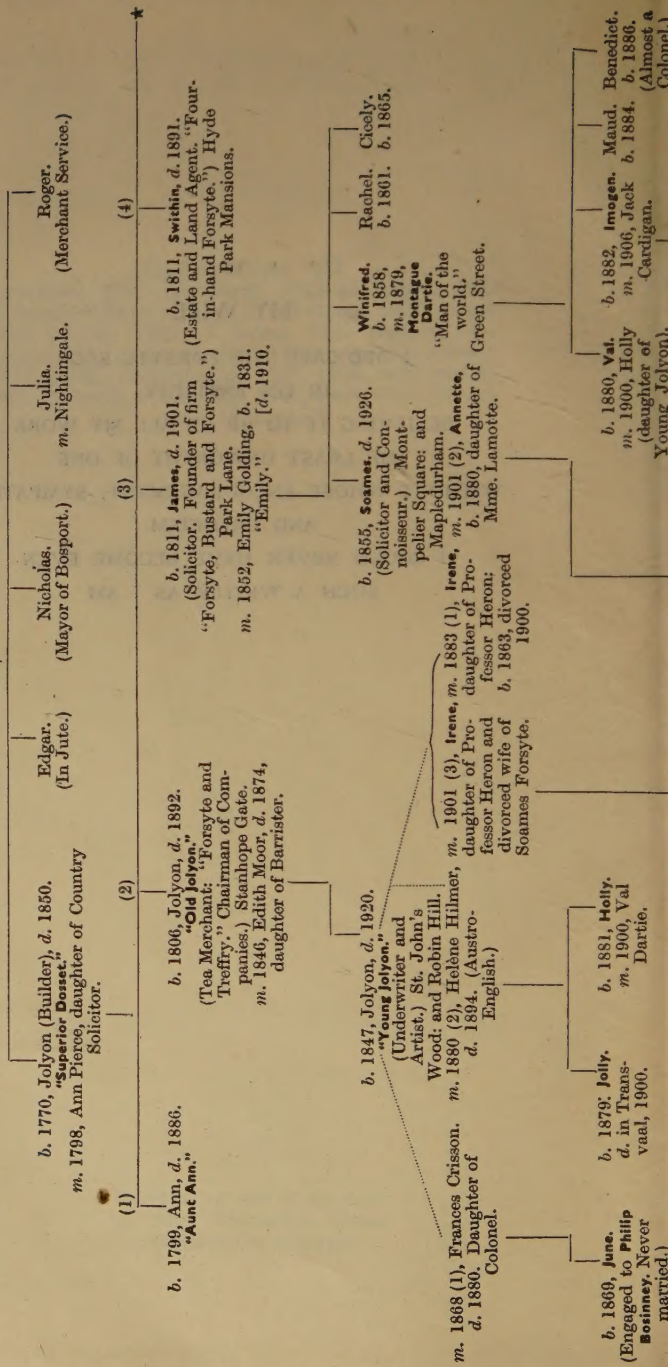 b. 1770, Jolyon (Builder), d. 1850.
"Superior Dosset."
m. 1798, Ann Pierce, daughter of Country
Solicitor.
Edgar.
(In Jute.)
Nicholas.
(Mayor of Bosport.)
Julia.
m. Nightingale.
Roger.
(Merchant Service.)
(1)
b. 1799, Ann, d. 1886.
"Aunt Ann."
(2)
b. 1806, Jolyon, d. 1892.
"Old Jolyon."
(Tea Merchant: "Forsyte and
Treffry." Chairman of Com-
panies.) Stanhope Gate.
m. 1846, Edith Moor, d. 1874,
daughter of Barrister.
(3)
b. 1811, James, d. 1901.
(Solicitor. Founder of firm
"Forsyte, Bustard and Forsyte.")
Park Lane.
m. 1852, Emily Golding, b. 1831.
"Emily." [d. 1910.
(4)
b. 1811, Swithin, d. 1891.
(Estate and Land Agent. "Four-
in-hand Forsyte.") Hyde
Park Mansions.
b. 1847, Jolyon, d. 1920.
"Young Jolyon."
(Underwriter and
Artist.) St. John's
Wood: and Robin Hill.
m. 1868 (1), Frances Crisson.
d. 1880. Daughter of
Colonel.
m. 1880 (2), Helène Hilmer,
d. 1894. (Austro-
English.)
m. 1901 (3), Irene,
daughter of Pro-
fessor Heron and
divorced wife of
Soames Forsyte.
b. 1855, Soames. d. 1926.
(Solicitor and Con-
noisseur.) Mont-
pelier Square: and
Mapledurham.
m. 1883 (1), Irene,
daughter of Pro-
fessor Heron:
b. 1863, divorced
1900.
m. 1901 (2), Annette,
b. 1880, daughter of
Mme. Lamotte.
Winifred.
b. 1858,
m. 1879,
Montague
Dartie.
"Man of the
world."
Green Street.
Rachel.
b. 1861.
Cicely.
b. 1865.
b. 1869, June.
(Engaged to Philip
Bosinney. Never
married.)
b. 1879: Jolly.
d. in Trans-
vaal, 1900.
b. 1881, Holly.
m. 1900, Val
Dartie.
b. 1880, Val.
m. 1900, Holly
(daughter of
Young Jolyon).
b. 1882, Imogen.
m. 1906, Jack
Cardigan.
Maud.
b. 1884.
Benedict.
b. 1886.
(Almost a
Colonel.)